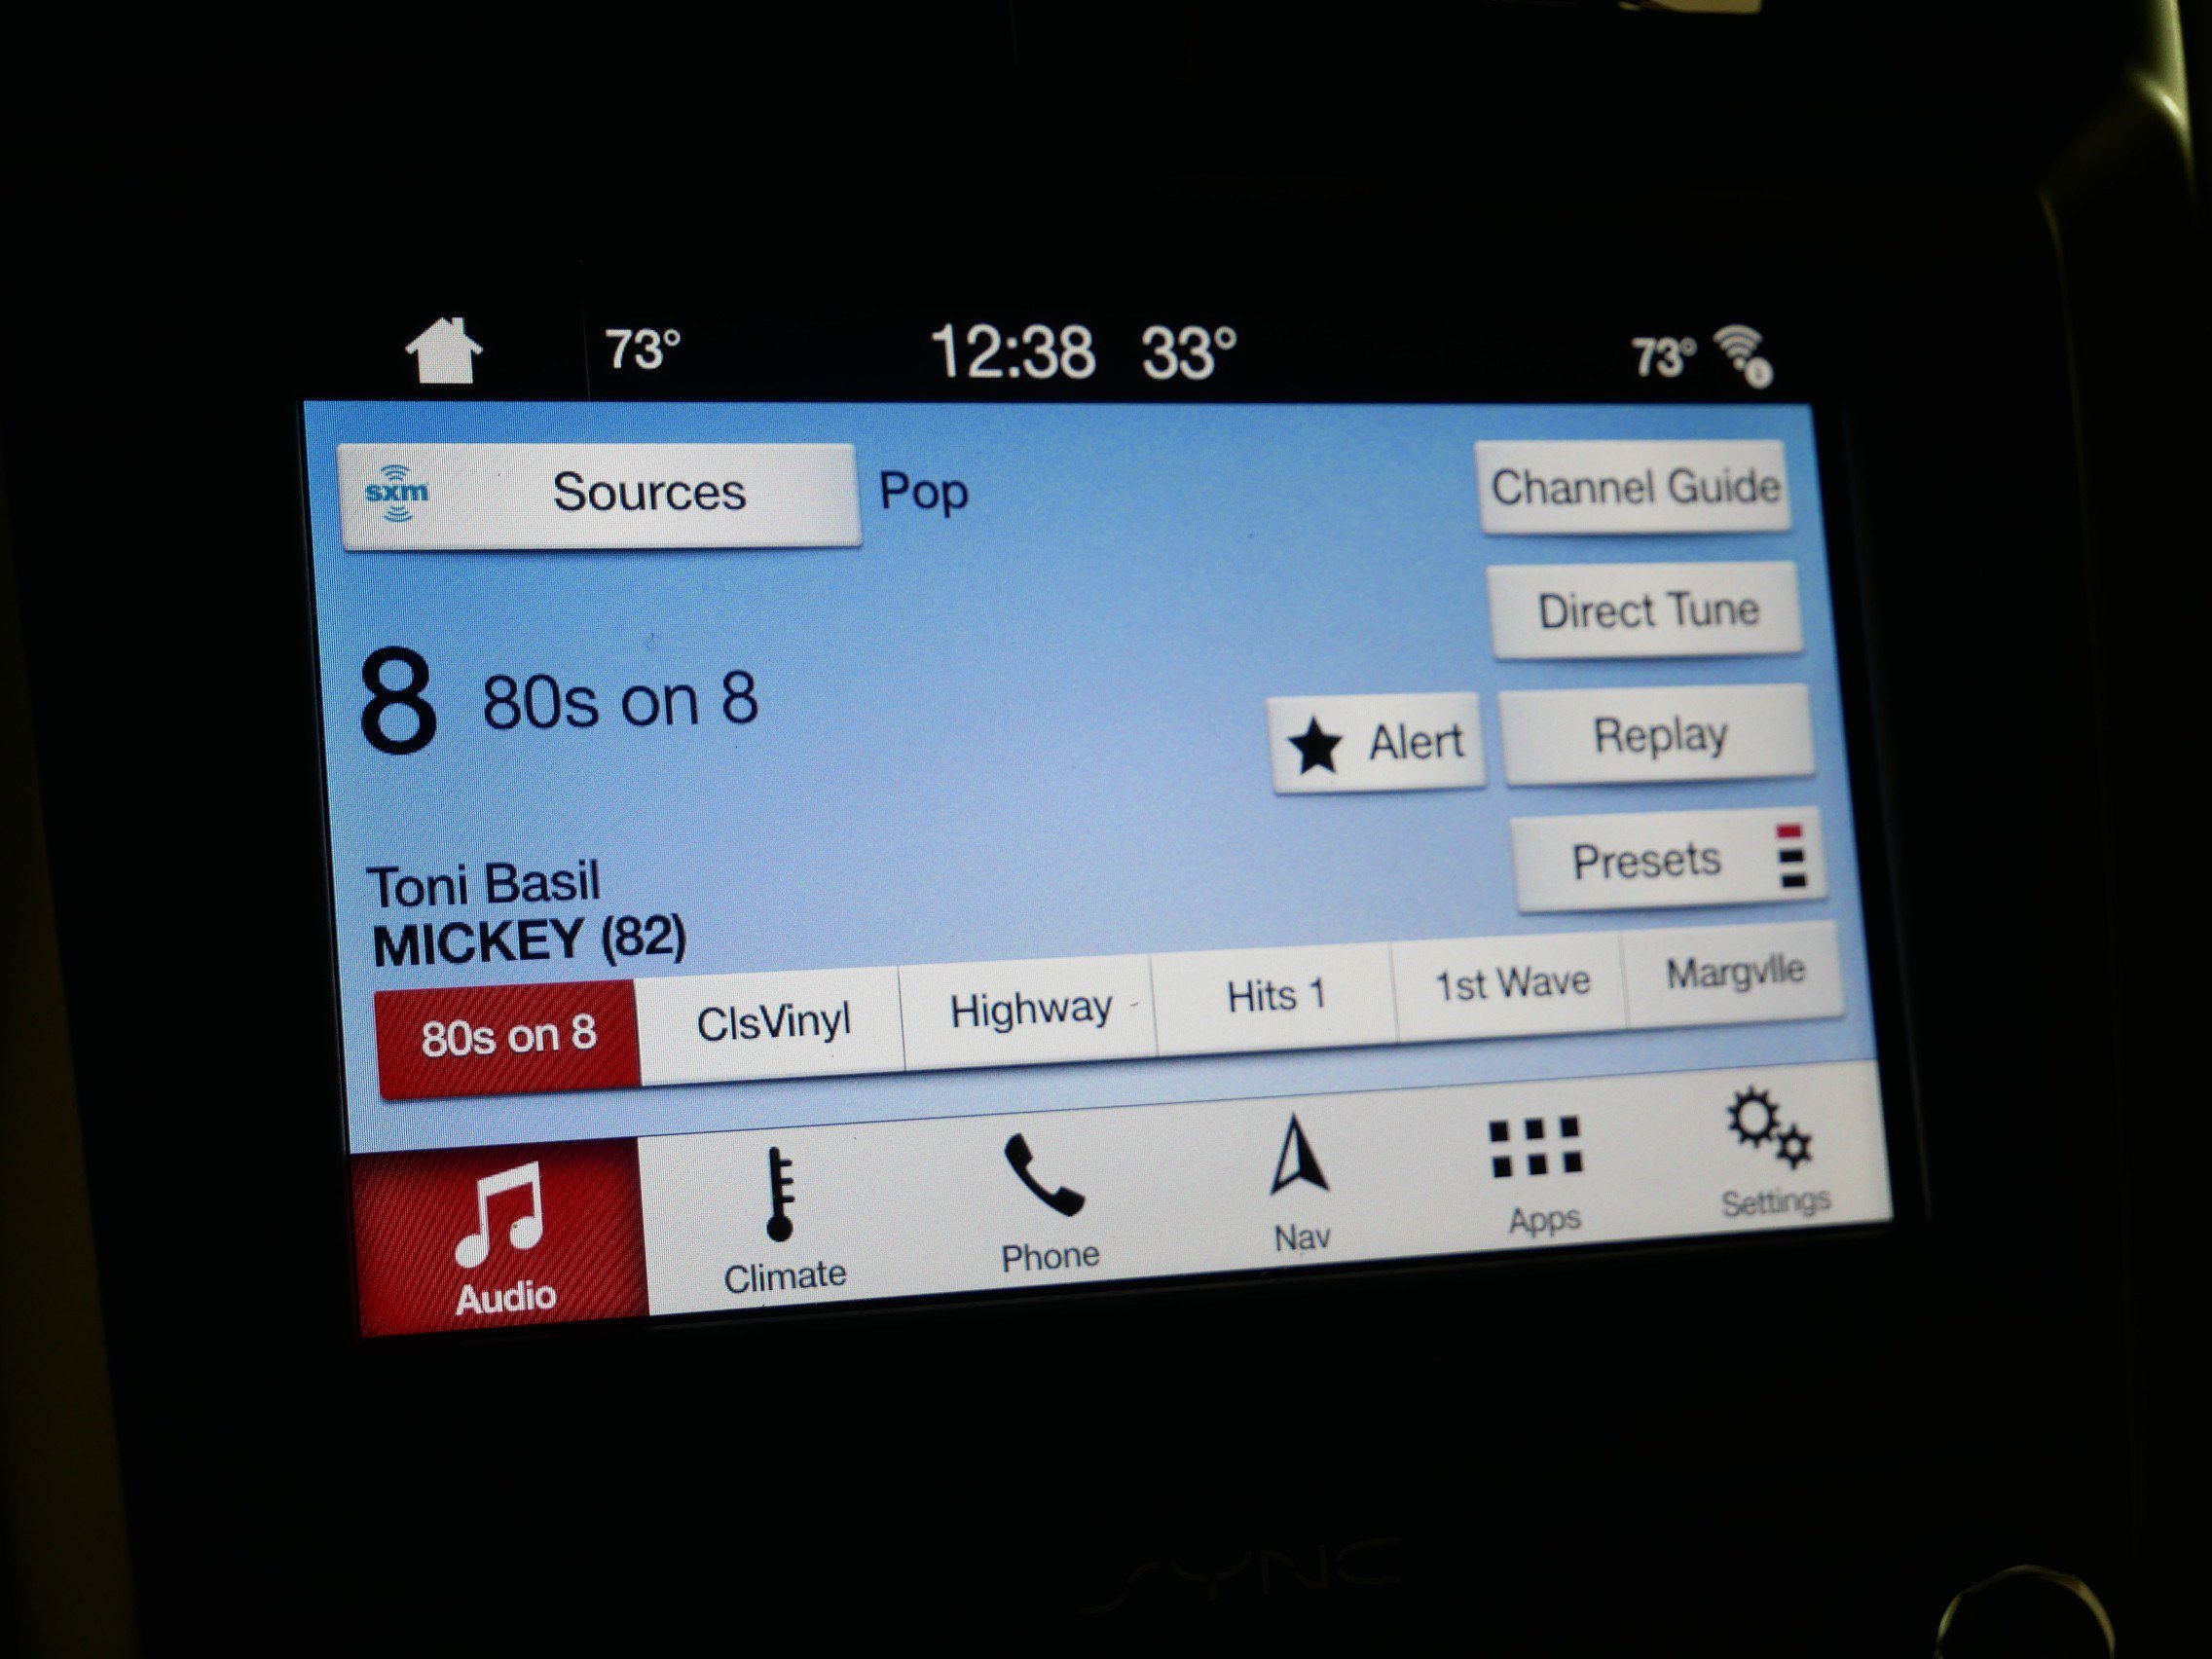 73° 12:38 33° 73°
sxm Sources Pop Channel Guide
Direct Tune
8 80s on 8
Alert Replay
Presets
Toni Basil
MICKEY (82)
80s on 8 ClsVinyl Highway Hits 1 1st Wave Margvlle
Audio Climate Phone Nav Apps Settings
SYNC